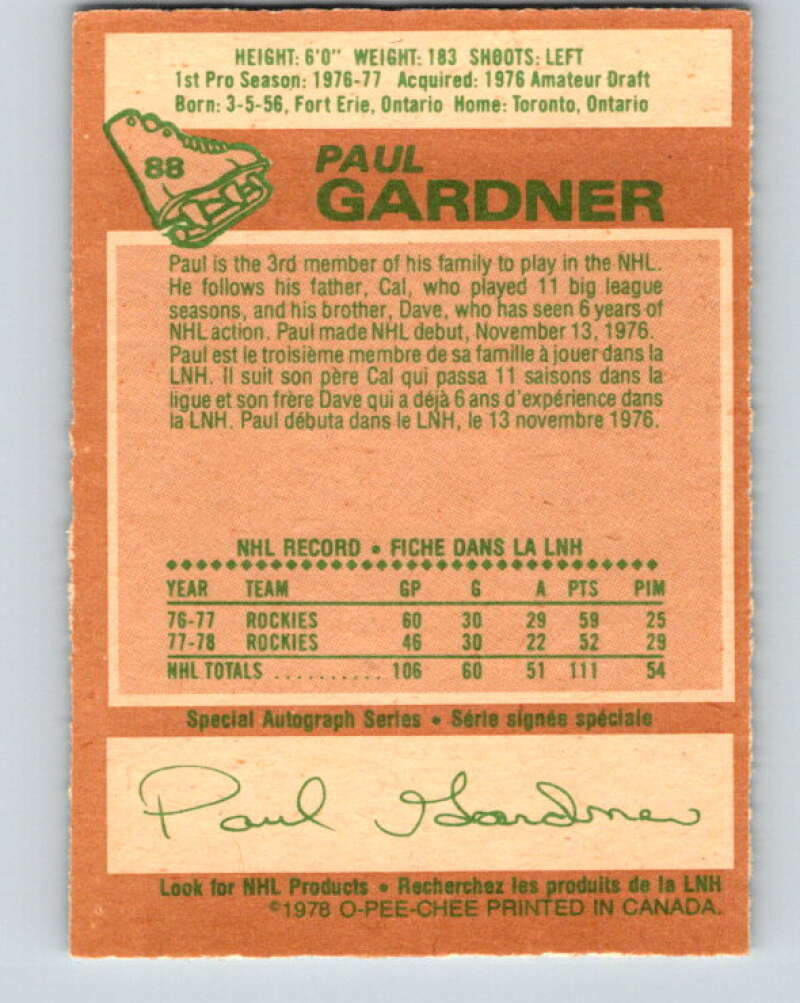 HEIGHT: 6'0" WEIGHT: 183 SHOOTS: LEFT
1st Pro Season: 1976-77 Acquired: 1976 Amateur Draft
Born: 3-5-56, Fort Erie, Ontario Home: Toronto, Ontario
88
PAUL
GARDNER
Paul is the 3rd member of his family to play in the NHL.
He follows his father, Cal, who played 11 big league
seasons, and his brother, Dave, who has seen 6 years of
NHL action. Paul made NHL debut, November 13, 1976.
Paul est le troisième membre de sa famille à jouer dans la
LNH. Il suit son père Cal qui passa 11 saisons dans la
ligue et son frère Dave qui a déjà 6 ans d'expérience dans
la LNH. Paul débuta dans le LNH, le 13 novembre 1976.
NHL RECORD • FICHE DANS LA LNH
YEAR TEAM GP G A PTS PIM
76-77 ROCKIES 60 30 29 59 25
77-78 ROCKIES 46 30 22 52 29
NHL TOTALS .......... 106 60 51 111 54
Special Autograph Series • Série signée spéciale
Paul Gardner
Look for NHL Products • Recherchez les produits de la LNH
©1978 O-PEE-CHEE PRINTED IN CANADA.